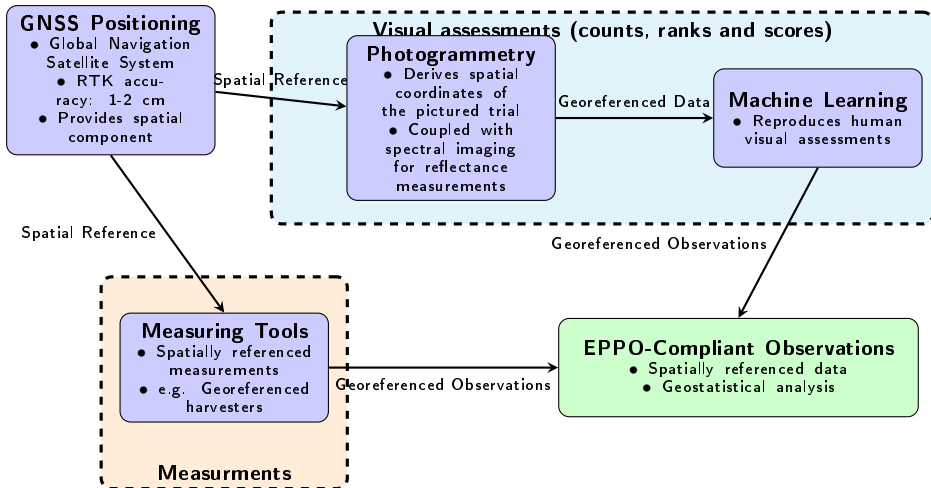 GNSS Positioning
● Global Navigation
Satellite System
● RTK accu-
racy: 1-2 cm
● Provides spatial
component
Spatial Reference
Visual assessments (counts, ranks and scores)
Photogrammetry
● Derives spatial
coordinates of
the pictured trial
● Coupled with
spectral imaging
for reflectance
measurements
Georeferenced Data
Machine Learning
● Reproduces human
visual assessments
Spatial Reference
Georeferenced Observations
Measuring Tools
● Spatially referenced
measurements
● e.g. Georeferenced
harvesters
Measurments
Georeferenced Observations
EPPO-Compliant Observations
● Spatially referenced data
● Geostatistical analysis